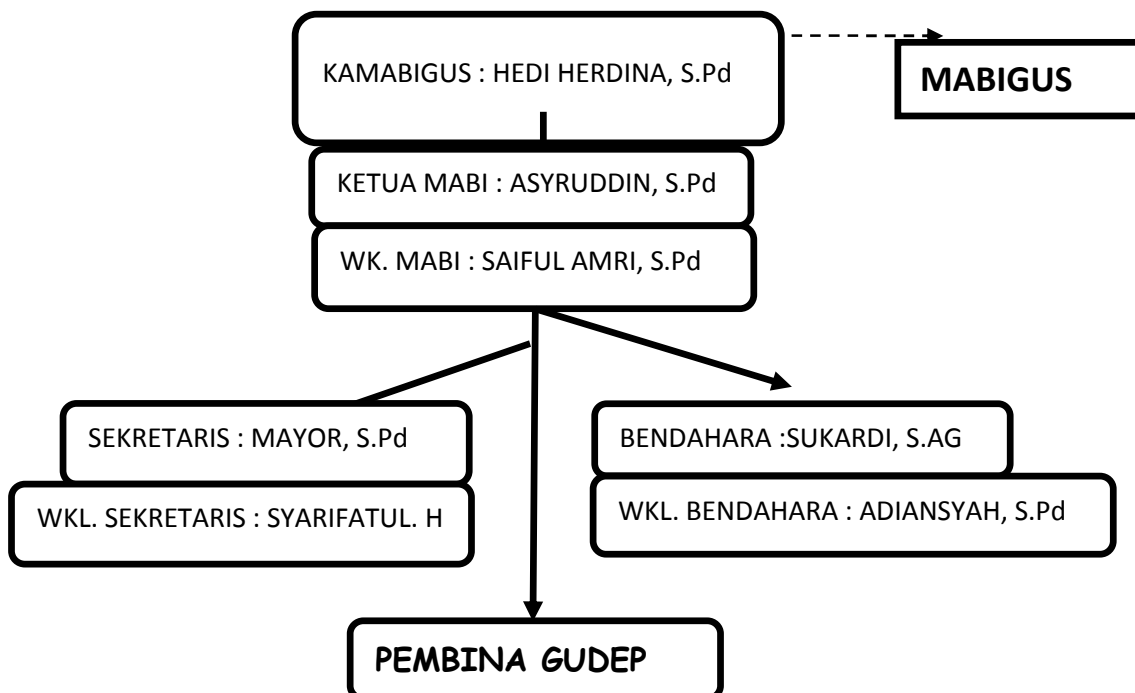 KAMABIGUS : HEDI HERDINA, S.Pd
MABIGUS
KETUA MABI : ASYRUDDIN, S.Pd
WK. MABI : SAIFUL AMRI, S.Pd
SEKRETARIS : MAYOR, S.Pd
BENDAHARA :SUKARDI, S.AG
WKL. SEKRETARIS : SYARIFATUL. H
WKL. BENDAHARA : ADIANSYAH, S.Pd
PEMBINA GUDEP